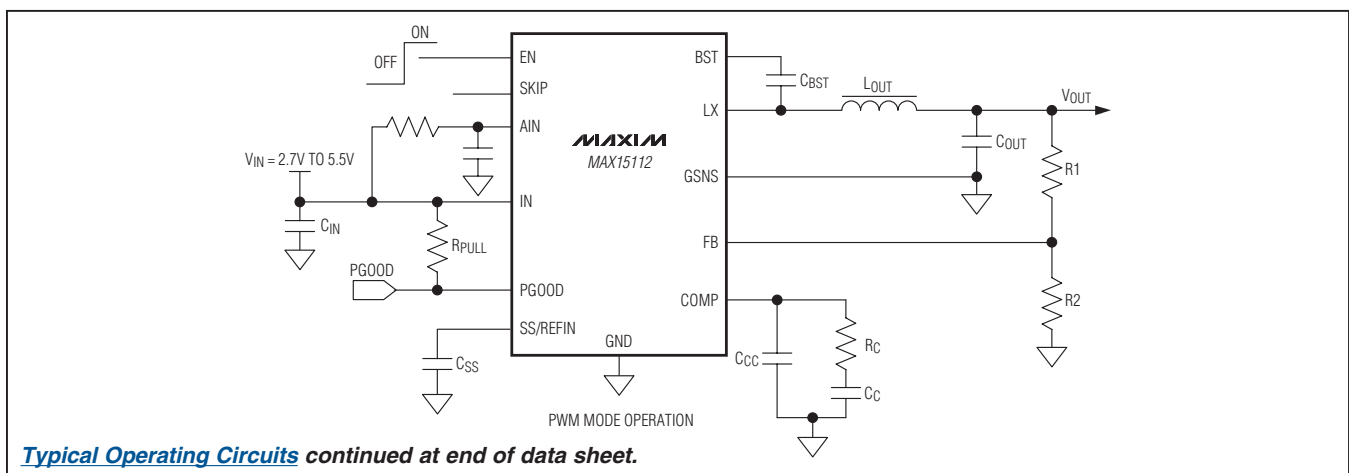 ON
OFF
EN
SKIP
AIN
VIN = 2.7V TO 5.5V
IN
CIN
RPULL
PGOOD
PGOOD
SS/REFIN
CSS
GND
MAXIM
MAX15112
BST
CBST
LOUT
LX
VOUT
COUT
GSNS
R1
FB
R2
COMP
CCC
RC
CC
PWM MODE OPERATION
Typical Operating Circuits continued at end of data sheet.